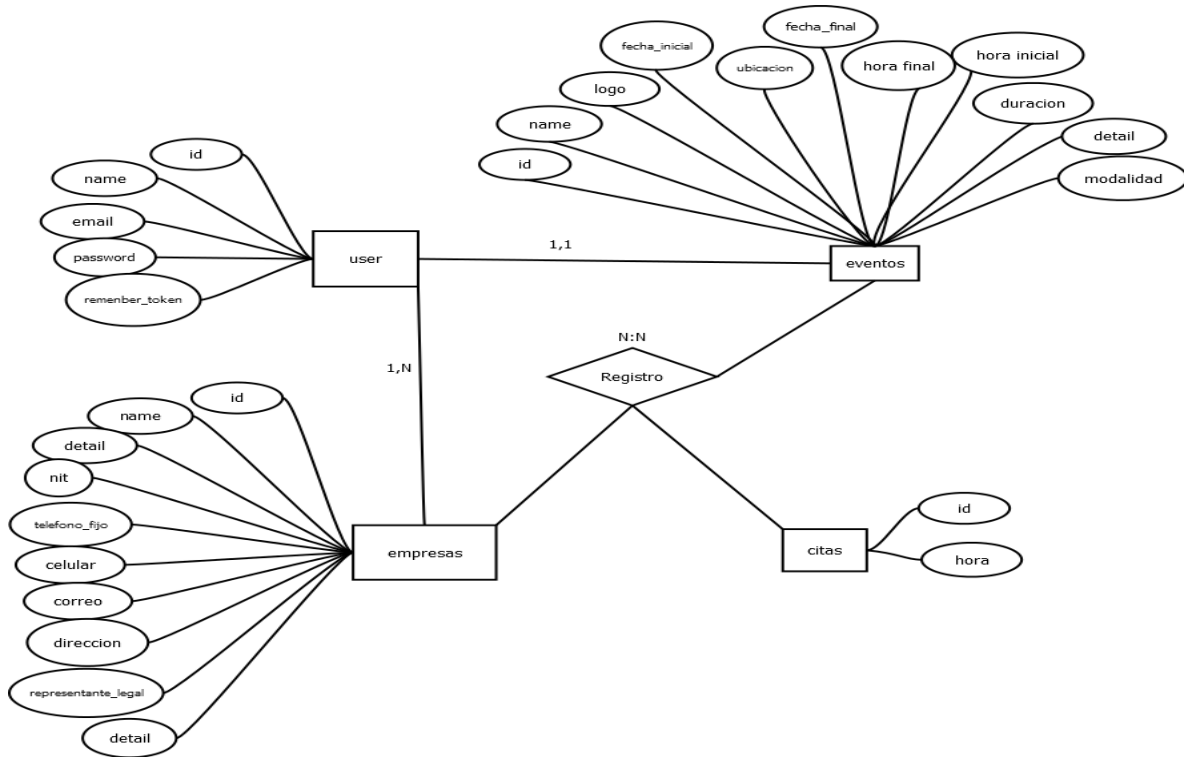 fecha_final
fecha_inicial
hora inicial
ubicacion
hora final
logo
duracion
name
detail
id
modalidad
id
name
email
password
remenber_token
user
1,1
eventos
N:N
1,N
Registro
id
name
detail
nit
telefono_fijo
celular
correo
direccion
representante_legal
detail
empresas
citas
id
hora